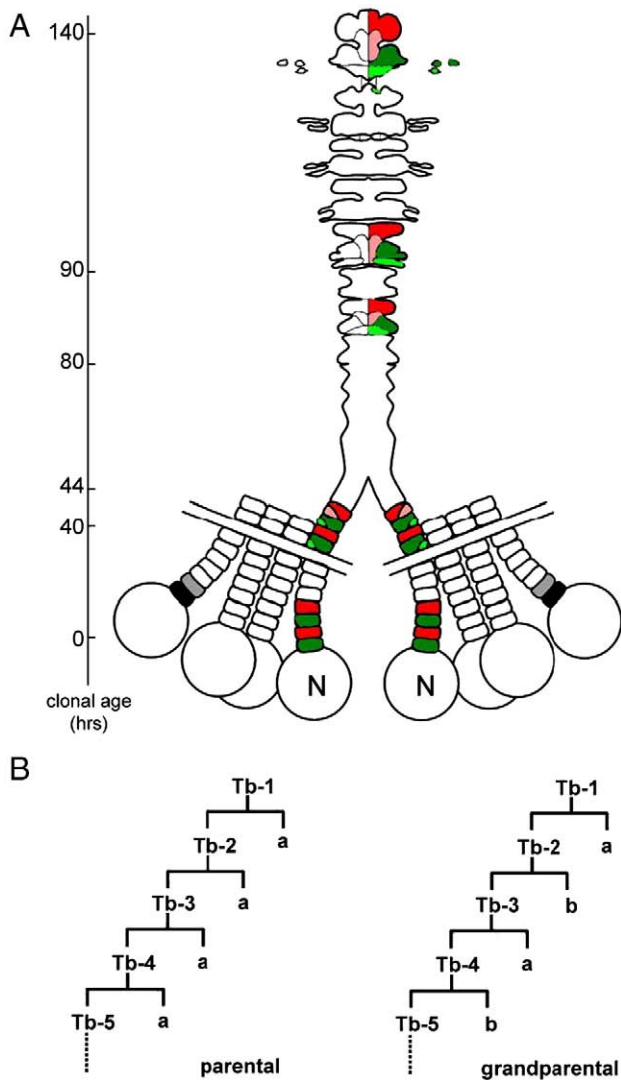 A
140
90
80
44
40
0
clonal age
(hrs)
N N
B
Tb-1
a
Tb-2
a
Tb-3
a
Tb-4
a
Tb-5
a
parental
Tb-1
a
Tb-2
b
Tb-3
a
Tb-4
b
Tb-5
grandparental